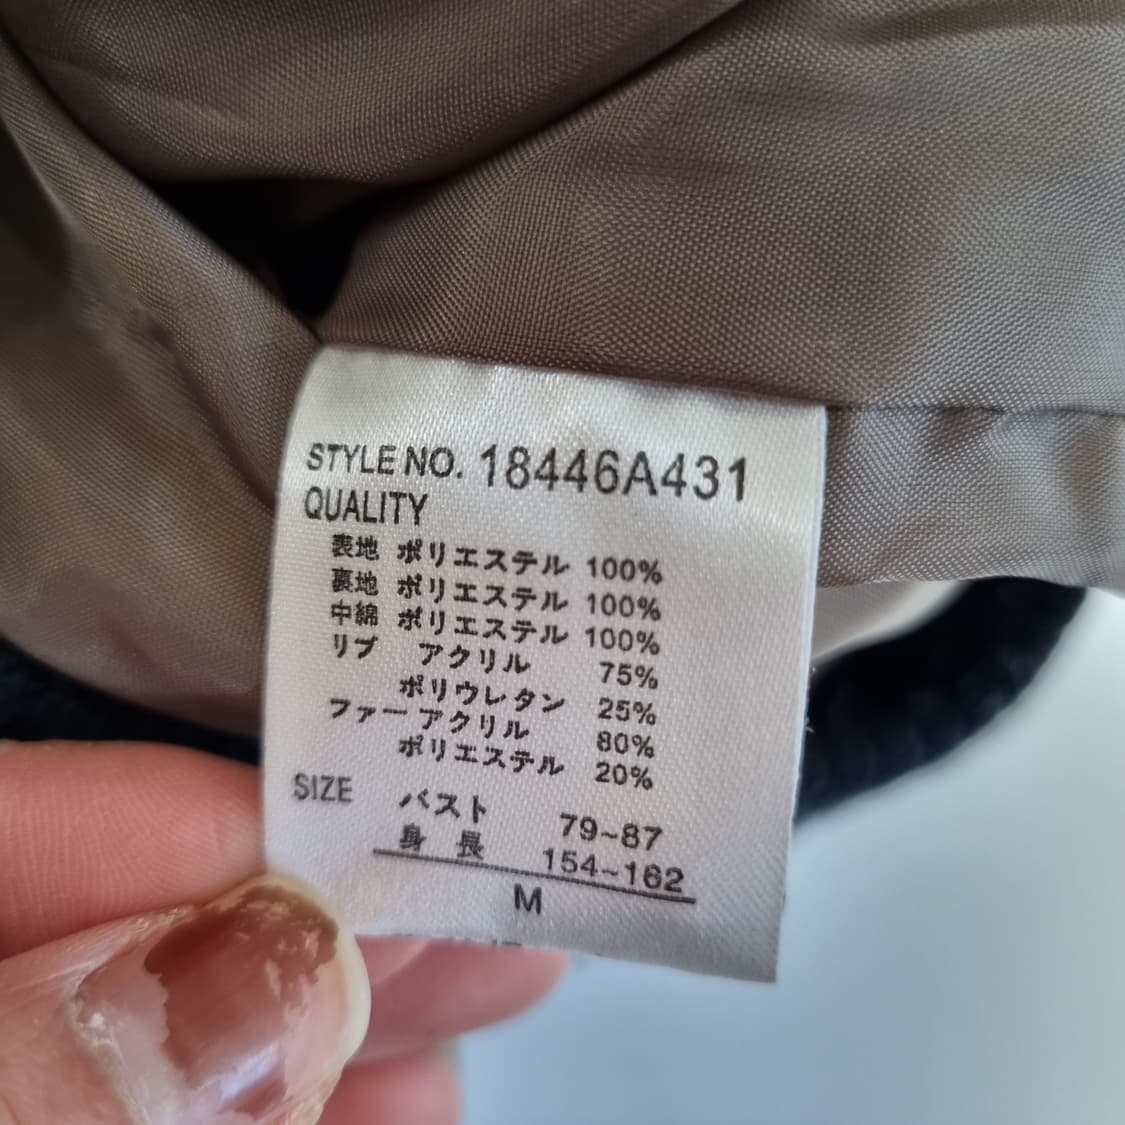 STYLE NO. 18446A431
QUALITY
表地 ポリエステル 100%
裏地 ポリエステル 100%
中綿 ポリエステル 100%
リブ アクリル 75%
ポリウレタン 25%
ファー アクリル 80%
ポリエステル 20%
SIZE バスト 79~87
身長 154~162
M